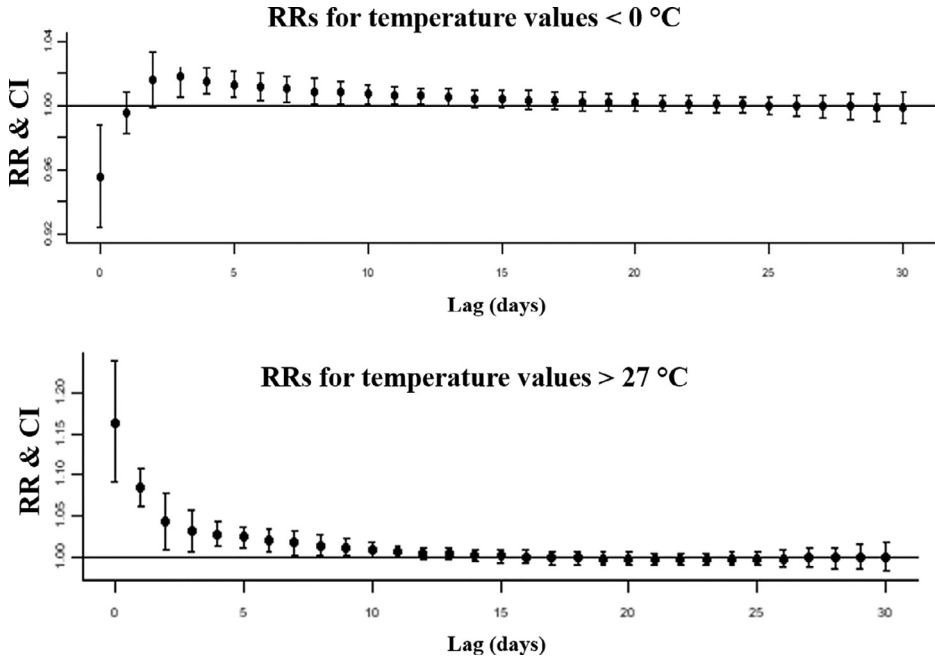 RRs for temperature values < 0 °C
RR & CI
1.04
1.00
0.96
0.92
0 5 10 15 20 25 30
Lag (days)
RRs for temperature values > 27 °C
RR & CI
1.20
1.15
1.10
1.05
1.00
0 5 10 15 20 25 30
Lag (days)